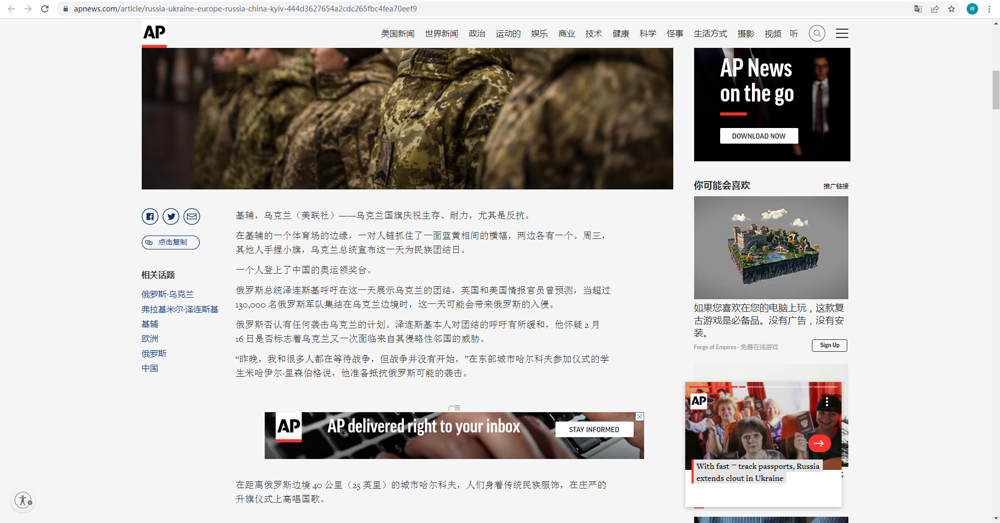 apnews.com/article/russia-ukraine-europe-russia-china-kyiv-444d3627654a2cdc265fbc4fea70eef9
桦
AP
美国新闻 世界新闻 政治 运动的 娱乐 商业 技术 健康 科学 怪事 生活方式 摄影 视频 听
AP News
on the go
DOWNLOAD NOW
你可能会喜欢
推广链接
如果您喜欢在您的电脑上玩，这款复
古游戏是必备品。没有广告，没有安
装。
Forge of Empires - 免费在线游戏
Sign Up
点击复制
相关话题
俄罗斯-乌克兰
弗拉基米尔·泽连斯基
基辅
欧洲
俄罗斯
中国
基辅，乌克兰（美联社）——乌克兰国旗庆祝生存、耐力，尤其是反抗。
在基辅的一个体育场的边缘，一对人链抓住了一面蓝黄相间的横幅，两边各有一个。周三，
其他人手握小旗，乌克兰总统宣布这一天为民族团结日。
一个人登上了中国的奥运领奖台。
俄罗斯总统泽连斯基呼吁在这一天展示乌克兰的团结，英国和美国情报官员曾预测，当超过
130,000 名俄罗斯军队集结在乌克兰边境时，这一天可能会带来俄罗斯的入侵。
俄罗斯否认有任何袭击乌克兰的计划。泽连斯基本人对团结的呼吁有所缓和，他怀疑 2 月
16 日是否标志着乌克兰又一次面临来自其侵略性邻国的威胁。
“昨晚，我和很多人都在等待战争，但战争并没有开始，”在东部城市哈尔科夫参加仪式的学
生米哈伊尔·里森伯格说，他准备抵抗俄罗斯可能的袭击。
广告
AP
AP delivered right to your inbox
STAY INFORMED
在距离俄罗斯边境 40 公里（25 英里）的城市哈尔科夫，人们身着传统民族服饰，在庄严的
升旗仪式上高唱国歌。
AP
With fast – track passports, Russia
extends clout in Ukraine